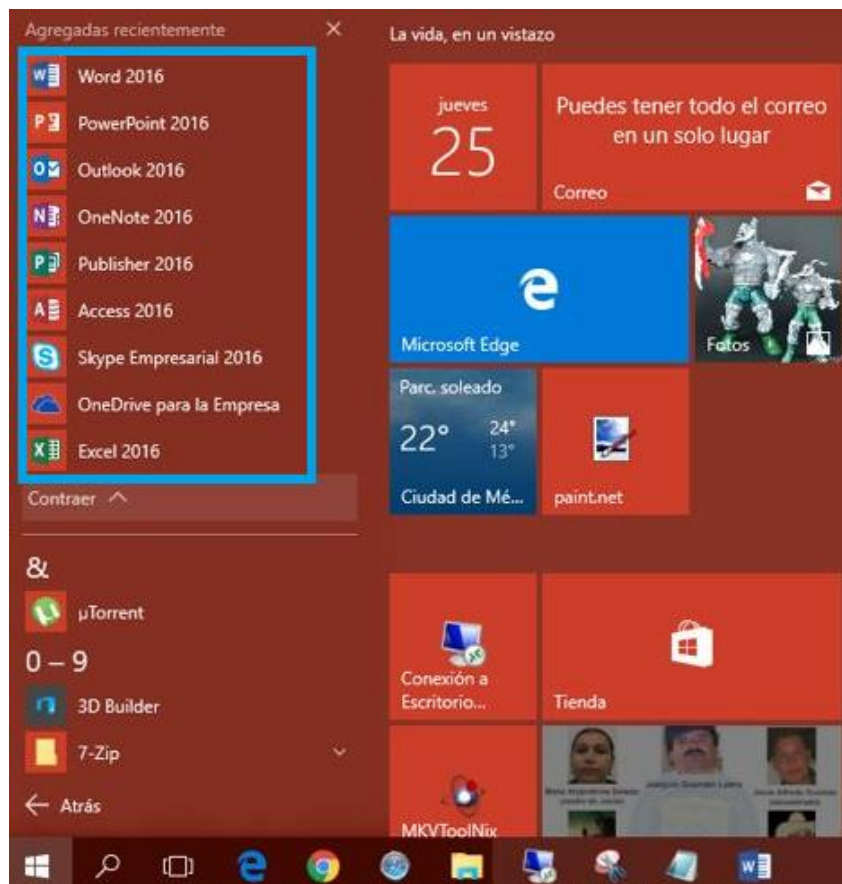 Agregadas recientemente
Word 2016
PowerPoint 2016
Outlook 2016
OneNote 2016
Publisher 2016
Access 2016
Skype Empresarial 2016
OneDrive para la Empresa
Excel 2016
Contraer
&
µTorrent
0 – 9
3D Builder
7-Zip
Atrás
La vida, en un vistazo
jueves
25
Puedes tener todo el correo
en un solo lugar
Correo
Microsoft Edge
Fotos
Parc. soleado
22° 24°
13°
Ciudad de Mé...
paint.net
Conexión a
Escritorio...
Tienda
MKVToolNix